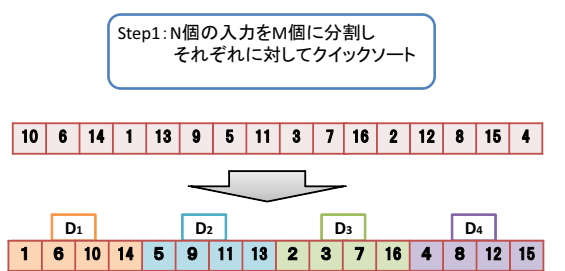 Step1：N個の入力をM個に分割し
それぞれに対してクイックソート
10 6 14 1 13 9 5 11 3 7 16 2 12 8 15 4
D1 D2 D3 D4
1 6 10 14 5 9 11 13 2 3 7 16 4 8 12 15